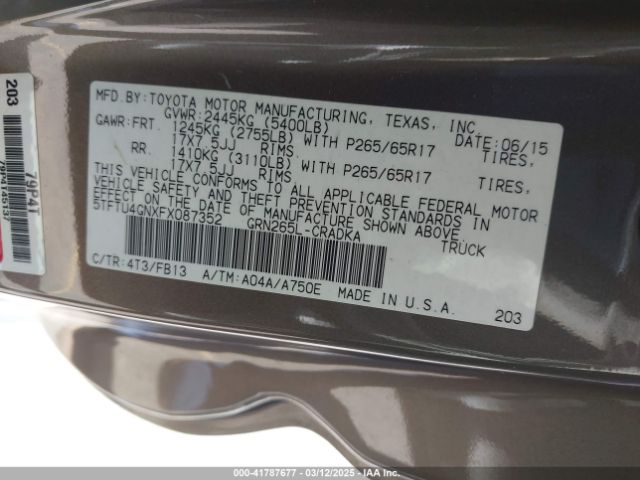 MFD. BY: TOYOTA MOTOR MANUFACTURING, TEXAS, INC.
GVWR: 2445KG (5400LB) DATE: 06/15
GAWR: FRT. 1245KG (2755LB) WITH P265/65R17 TIRES,
17X7.5JJ RIMS
RR. 1410KG (3110LB) WITH P265/65R17 TIRES,
17X7.5JJ RIMS
THIS VEHICLE CONFORMS TO ALL APPLICABLE FEDERAL MOTOR
VEHICLE SAFETY AND THEFT PREVENTION STANDARDS IN
EFFECT ON THE DATE OF MANUFACTURE SHOWN ABOVE.
5TFTU4GNXFX087352 GRN265L-CRADKA TRUCK
C/TR: 4T3/FB13 A/TM: A04A/A750E MADE IN U.S.A.
203
203
79P4T
79P4T45137
000-41787677 - 03/12/2025 - IAA Inc.